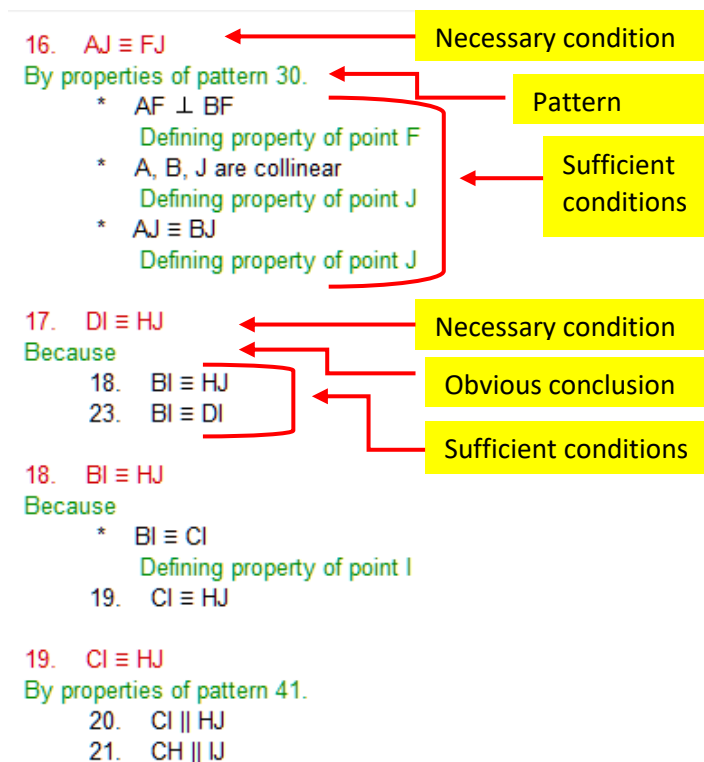 16. AJ ≡ FJ
Necessary condition
By properties of pattern 30.
Pattern
* AF ⊥ BF
Defining property of point F
* A, B, J are collinear
Defining property of point J
* AJ ≡ BJ
Defining property of point J
Sufficient
conditions
17. DI ≡ HJ
Necessary condition
Because
Obvious conclusion
18. BI ≡ HJ
23. BI ≡ DI
Sufficient conditions
18. BI ≡ HJ
Because
* BI ≡ CI
Defining property of point I
19. CI ≡ HJ
19. CI ≡ HJ
By properties of pattern 41.
20. CI || HJ
21. CH || IJ